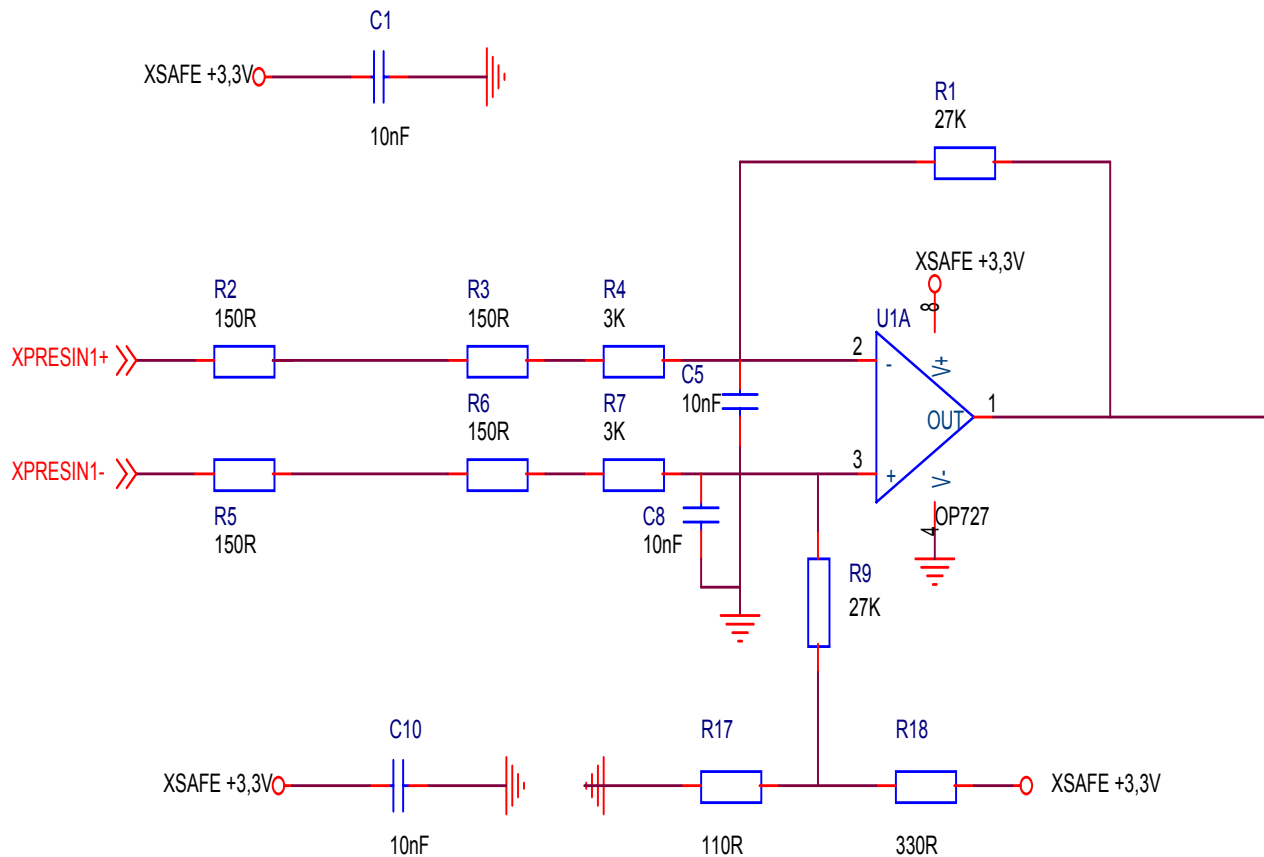 C1
XSAFE +3,3V
10nF
R1
27K
XSAFE +3,3V
8
R2
150R
R3
150R
R4
3K
U1A
XPRESIN1+
2
-
V+
C5
10nF
R6
150R
R7
3K
OUT
1
XPRESIN1-
3
+
V-
R5
150R
C8
10nF
OP727
4
R9
27K
C10
R17
R18
XSAFE +3,3V
XSAFE +3,3V
10nF
110R
330R